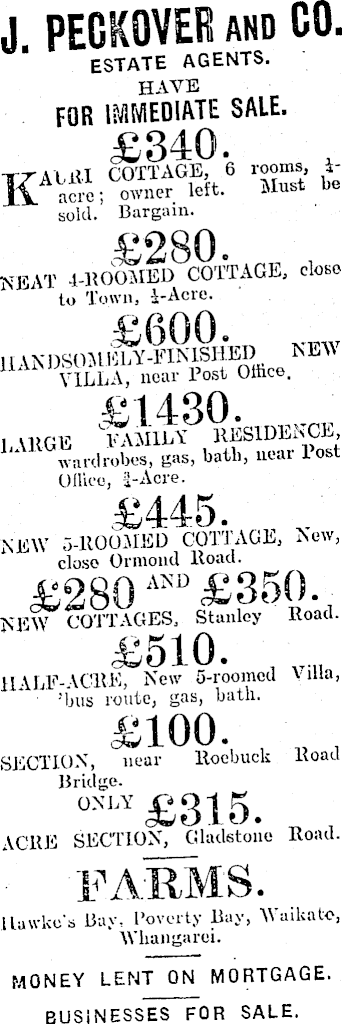 J. PECKOVER AND CO.
ESTATE AGENTS.
HAVE
FOR IMMEDIATE SALE.
£340.
KAURI COTTAGE, 6 rooms, ¼-
acre; owner left. Must be
sold. Bargain.
£280.
NEAT 4-ROOMED COTTAGE, close
to Town, ¼-Acre.
£600.
HANDSOMELY-FINISHED NEW
VILLA, near Post Office.
£1430.
LARGE FAMILY RESIDENCE,
wardrobes, gas, bath, near Post
Office, ¾-Acre.
£445.
NEW 5-ROOMED COTTAGE, New,
close Ormond Road.
£280 AND £350.
NEW COTTAGES, Stanley Road.
£510.
HALF-ACRE, New 5-roomed Villa,
'bus route, gas, bath.
£100.
SECTION, near Roebuck Road
Bridge.
ONLY £315.
ACRE SECTION, Gladstone Road.
FARMS.
Hawke's Bay, Poverty Bay, Waikato,
Whangarei.
MONEY LENT ON MORTGAGE.
BUSINESSES FOR SALE.